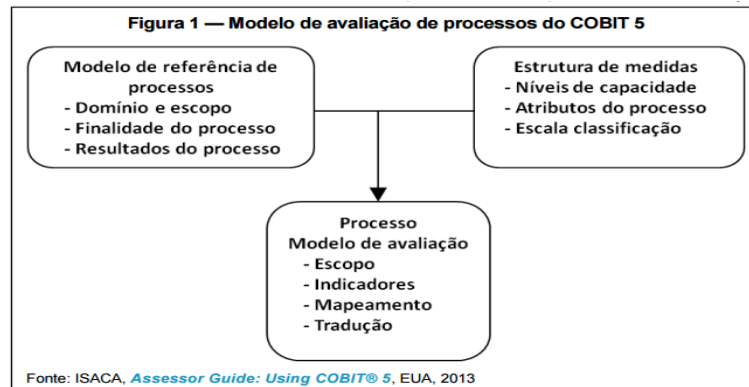 Figura 1 — Modelo de avaliação de processos do COBIT 5
Modelo de referência de
processos
- Domínio e escopo
- Finalidade do processo
- Resultados do processo
Estrutura de medidas
- Níveis de capacidade
- Atributos do processo
- Escala classificação
Processo
Modelo de avaliação
- Escopo
- Indicadores
- Mapeamento
- Tradução
Fonte: ISACA, Assessor Guide: Using COBIT® 5, EUA, 2013